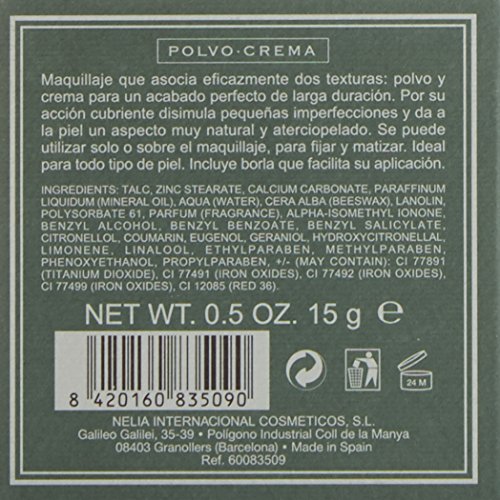 POLVO·CREMA
Maquillaje que asocia eficazmente dos texturas: polvo y
crema para un acabado perfecto de larga duración. Por su
acción cubriente disimula pequeñas imperfecciones y da a
la piel un aspecto muy natural y aterciopelado. Se puede
utilizar solo o sobre el maquillaje, para fijar y matizar. Ideal
para todo tipo de piel. Incluye borla que facilita su aplicación.
INGREDIENTS: TALC, ZINC STEARATE, CALCIUM CARBONATE, PARAFFINUM
LIQUIDUM (MINERAL OIL), AQUA (WATER), CERA ALBA (BEESWAX), LANOLIN,
POLYSORBATE 61, PARFUM (FRAGRANCE), ALPHA-ISOMETHYL IONONE,
BENZYL ALCOHOL, BENZYL BENZOATE, BENZYL SALICYLATE,
CITRONELLOL, COUMARIN, EUGENOL, GERANIOL, HYDROXYCITRONELLAL,
LIMONENE, LINALOOL, ETHYLPARABEN, METHYLPARABEN,
PHENOXYETHANOL, PROPYLPARABEN, +/- (MAY CONTAIN): CI 77891
(TITANIUM DIOXIDE), CI 77491 (IRON OXIDES), CI 77492 (IRON OXIDES),
CI 77499 (IRON OXIDES), CI 12085 (RED 36).
NET WT. 0.5 OZ. 15 g ℮
24 M
8 420160 835090
NELIA INTERNACIONAL COSMETICOS, S.L.
Galileo Galilei, 35-39 • Polígono Industrial Coll de la Manya
08403 Granollers (Barcelona) • Made in Spain
Ref. 60083509